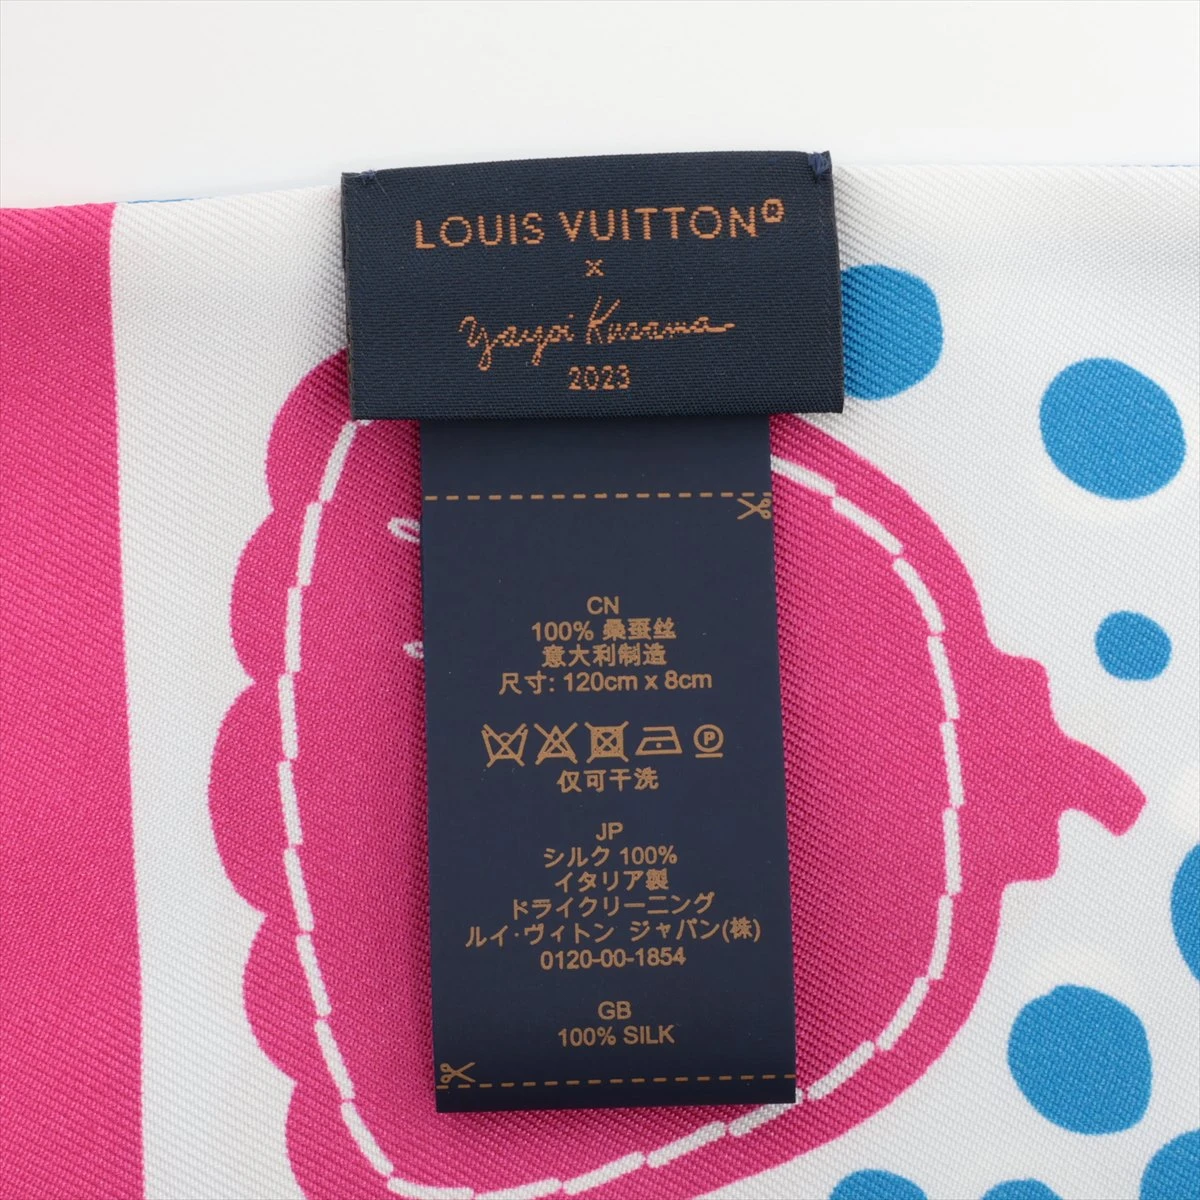 LOUIS VUITTON
x
Yayoi Kusama
2023
CN
100% 桑蚕丝
意大利制造
尺寸: 120cm x 8cm
P
仅可干洗
JP
シルク 100%
イタリア製
ドライクリーニング
ルイ·ヴィトン ジャパン(株)
0120-00-1854
GB
100% SILK